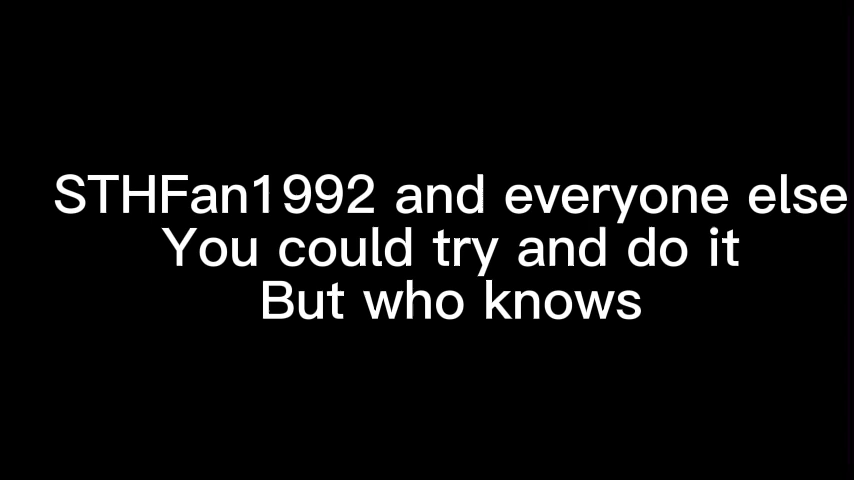 STHFan1992 and everyone else
You could try and do it
But who knows